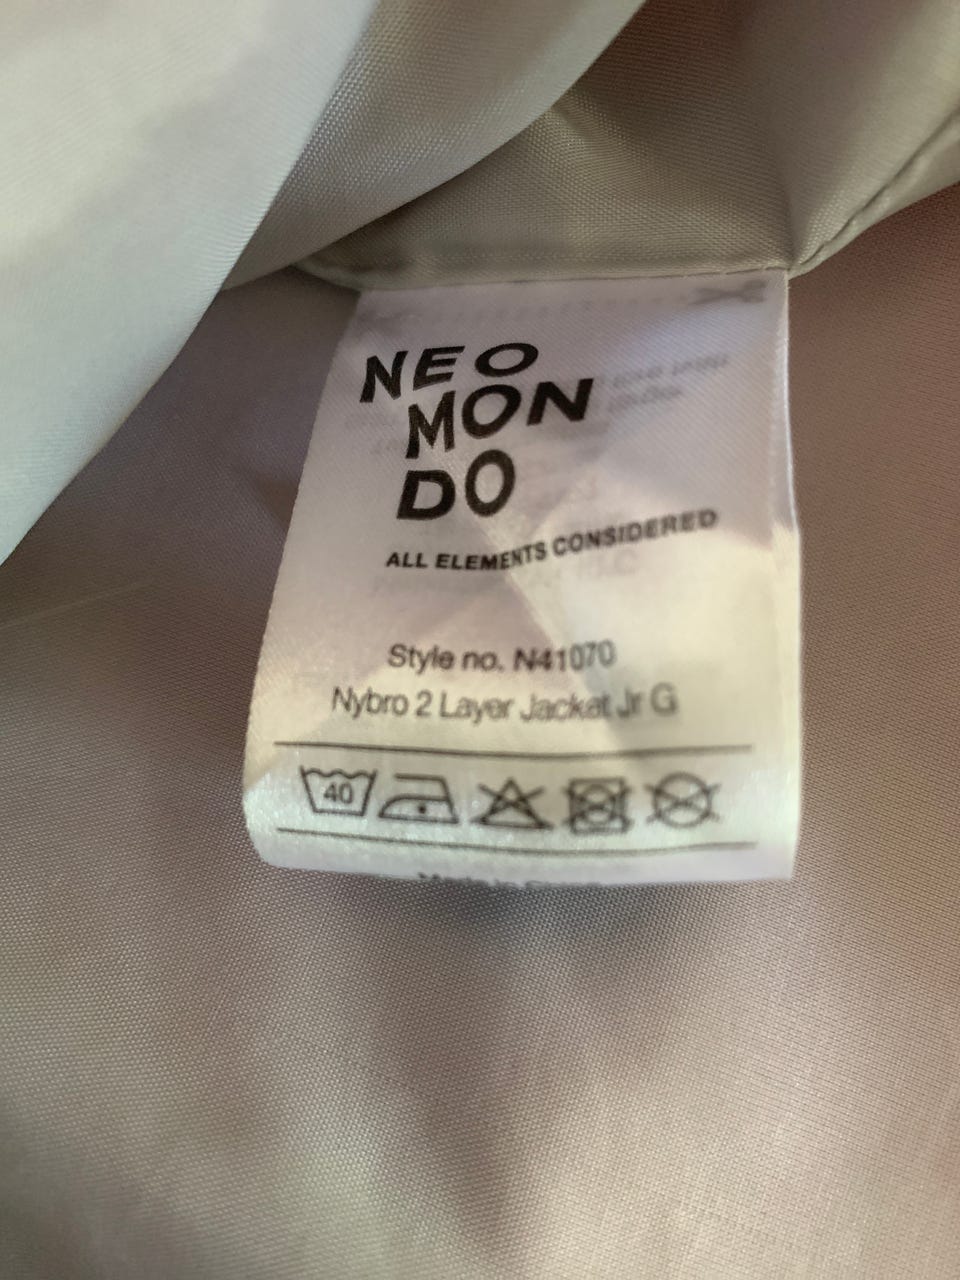 NEO
MON
DO
ALL ELEMENTS CONSIDERED
Style no. N41070
Nybro 2 Layer Jacket Jr G
40